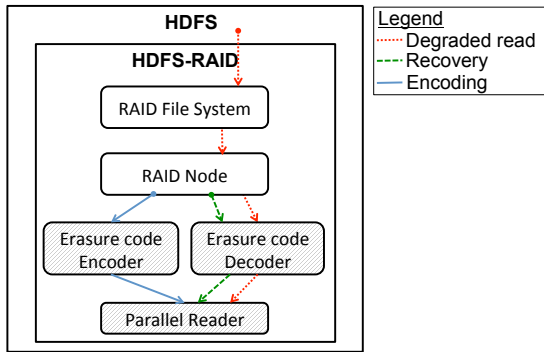 HDFS
HDFS-RAID
RAID File System
RAID Node
Erasure code
Encoder
Erasure code
Decoder
Parallel Reader
Legend
Degraded read
Recovery
Encoding